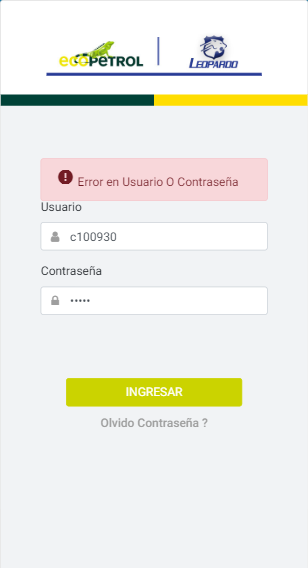 ecoPETROL
LEOPARDO
Error en Usuario O Contraseña
Usuario
c100930
Contraseña
•••••
INGRESAR
Olvido Contraseña ?